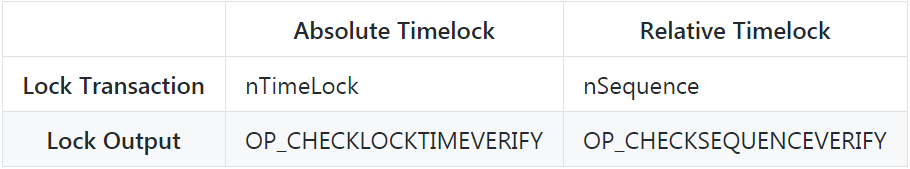 Absolute Timelock Relative Timelock
Lock Transaction nTimeLock nSequence
Lock Output OP_CHECKLOCKTIMEVERIFY OP_CHECKSEQUENCEVERIFY